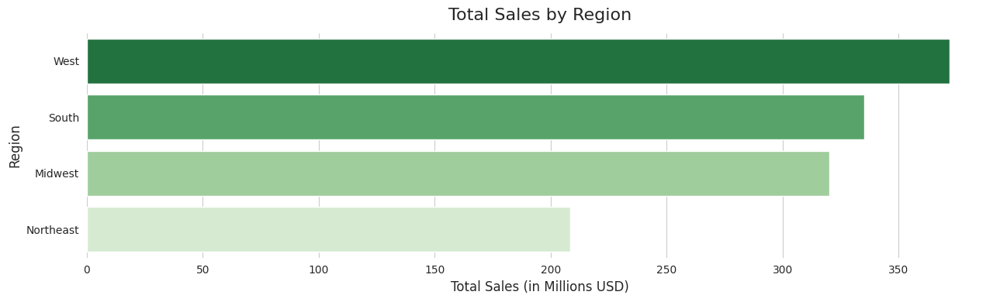 Total Sales by Region
Region
West
South
Midwest
Northeast
0 50 100 150 200 250 300 350
Total Sales (in Millions USD)